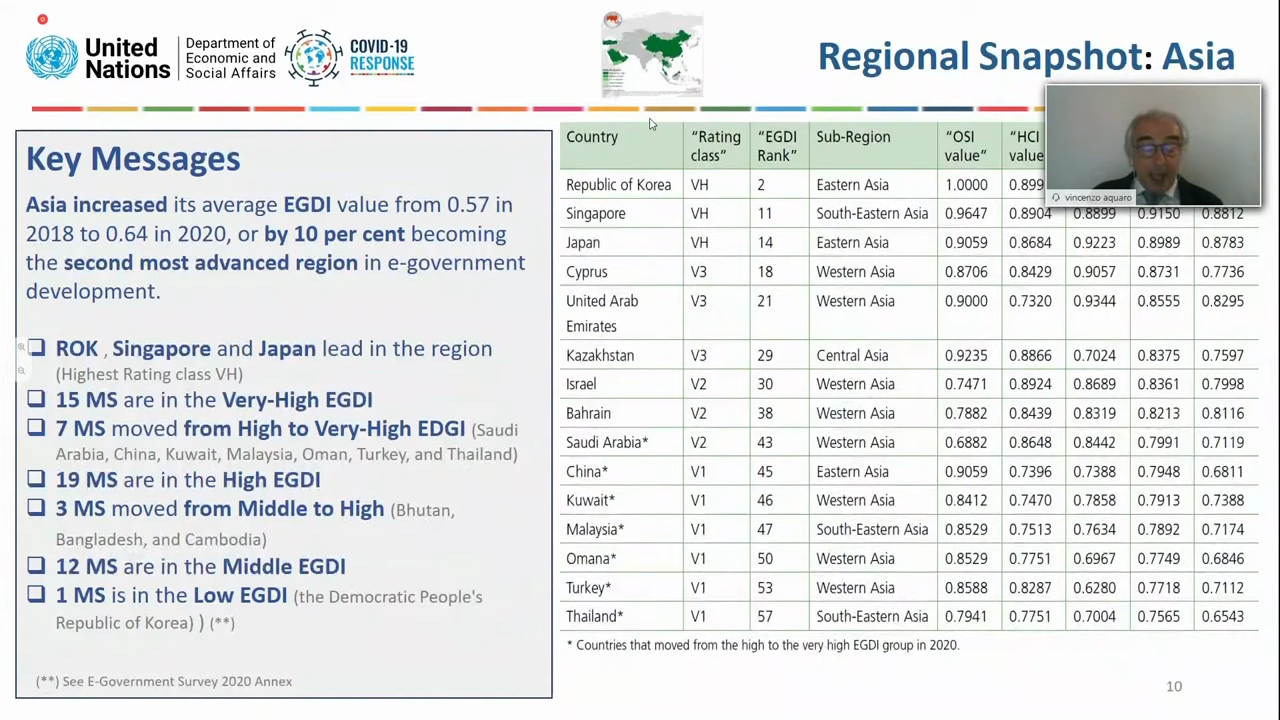 United
Nations
Department of
Economic and
Social Affairs
COVID-19
RESPONSE
Regional Snapshot: Asia
Key Messages
Asia increased its average EGDI value from 0.57 in
2018 to 0.64 in 2020, or by 10 per cent becoming
the second most advanced region in e-government
development.
❑ ROK , Singapore and Japan lead in the region
(Highest Rating class VH)
❑ 15 MS are in the Very-High EGDI
❑ 7 MS moved from High to Very-High EDGI (Saudi
Arabia, China, Kuwait, Malaysia, Oman, Turkey, and Thailand)
❑ 19 MS are in the High EGDI
❑ 3 MS moved from Middle to High (Bhutan,
Bangladesh, and Cambodia)
❑ 12 MS are in the Middle EGDI
❑ 1 MS is in the Low EGDI (the Democratic People's
Republic of Korea) ) (**)
(**) See E-Government Survey 2020 Annex
Country "Rating class" "EGDI Rank" Sub-Region "OSI value" "HCI value
Republic of Korea VH 2 Eastern Asia 1.0000 0.899
Singapore VH 11 South-Eastern Asia 0.9647 0.8904 0.8899 0.9150 0.8812
Japan VH 14 Eastern Asia 0.9059 0.8684 0.9223 0.8989 0.8783
Cyprus V3 18 Western Asia 0.8706 0.8429 0.9057 0.8731 0.7736
United Arab Emirates V3 21 Western Asia 0.9000 0.7320 0.9344 0.8555 0.8295
Kazakhstan V3 29 Central Asia 0.9235 0.8866 0.7024 0.8375 0.7597
Israel V2 30 Western Asia 0.7471 0.8924 0.8689 0.8361 0.7998
Bahrain V2 38 Western Asia 0.7882 0.8439 0.8319 0.8213 0.8116
Saudi Arabia* V2 43 Western Asia 0.6882 0.8648 0.8442 0.7991 0.7119
China* V1 45 Eastern Asia 0.9059 0.7396 0.7388 0.7948 0.6811
Kuwait* V1 46 Western Asia 0.8412 0.7470 0.7858 0.7913 0.7388
Malaysia* V1 47 South-Eastern Asia 0.8529 0.7513 0.7634 0.7892 0.7174
Omana* V1 50 Western Asia 0.8529 0.7751 0.6967 0.7749 0.6846
Turkey* V1 53 Western Asia 0.8588 0.8287 0.6280 0.7718 0.7112
Thailand* V1 57 South-Eastern Asia 0.7941 0.7751 0.7004 0.7565 0.6543
* Countries that moved from the high to the very high EGDI group in 2020.
vincenzo aquaro
10